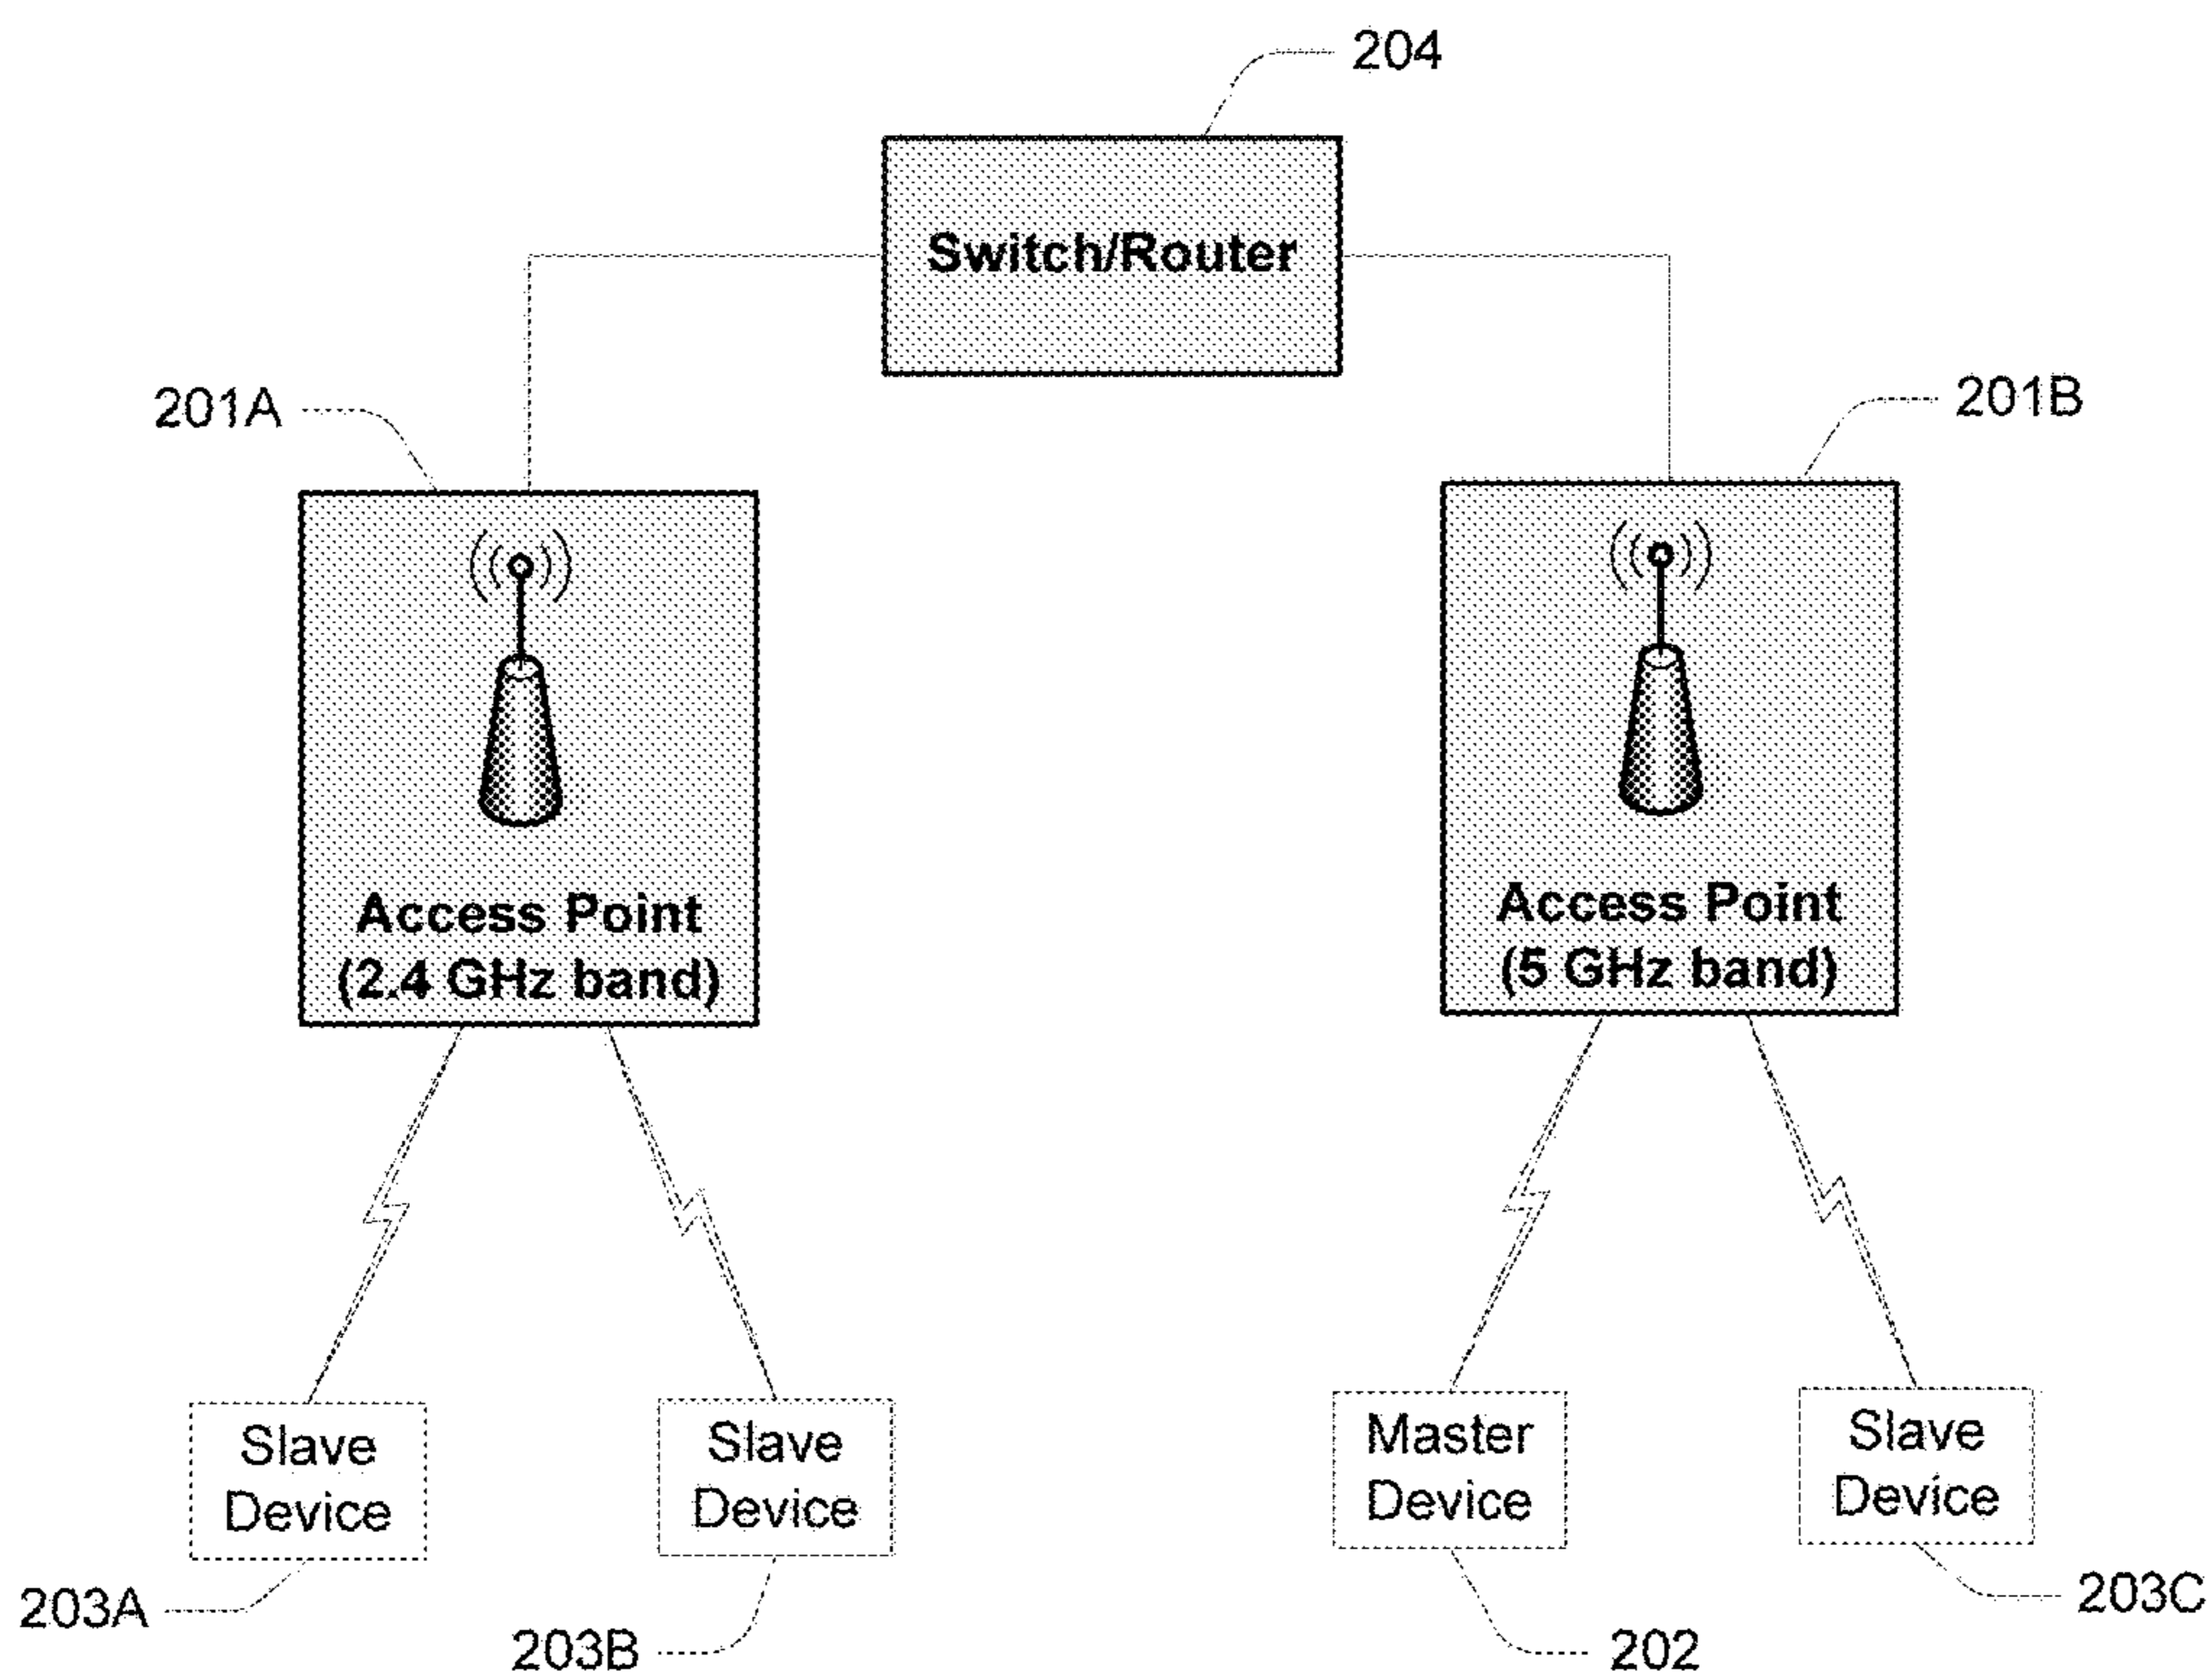 204
Switch/Router
201A
201B
Access Point
(2.4 GHz band)
Access Point
(5 GHz band)
Slave
Device
Slave
Device
Master
Device
Slave
Device
203A
203B
202
203C